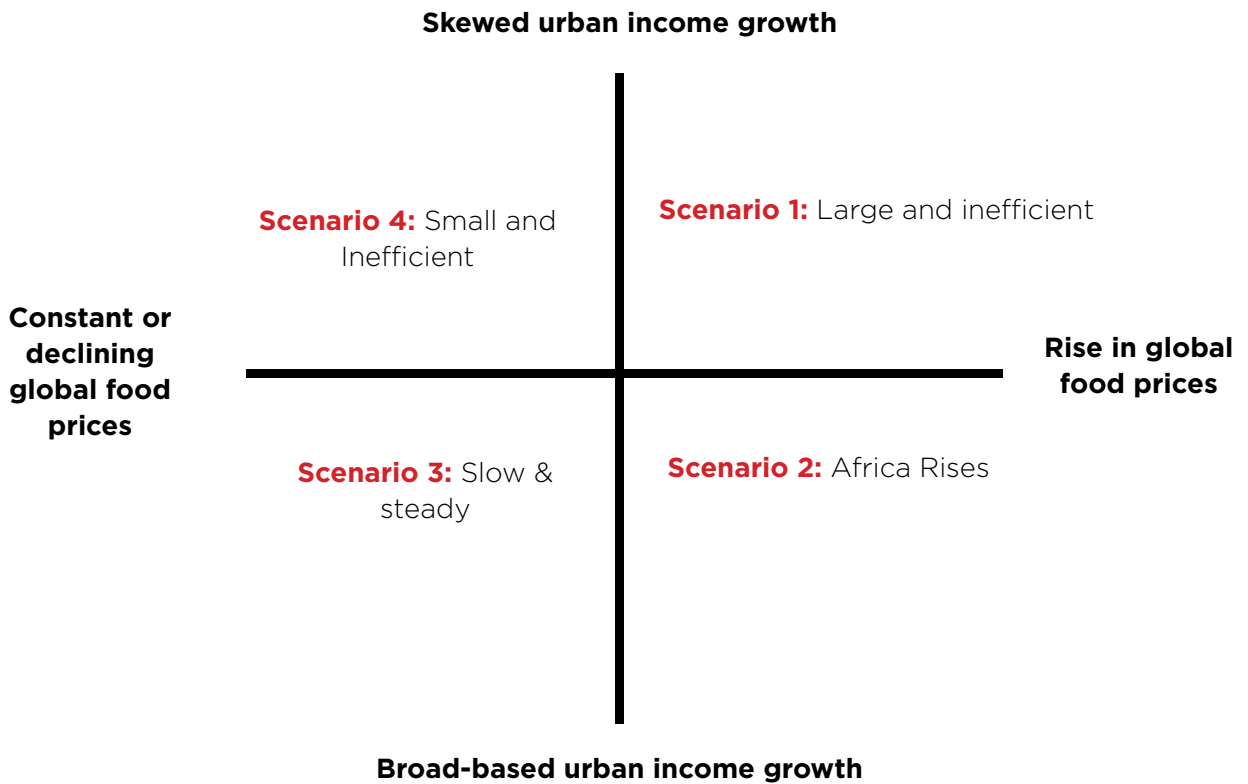 Skewed urban income growth
Scenario 4: Small and
Inefficient
Scenario 1: Large and inefficient
Constant or
declining
global food
prices
Rise in global
food prices
Scenario 3: Slow &
steady
Scenario 2: Africa Rises
Broad-based urban income growth